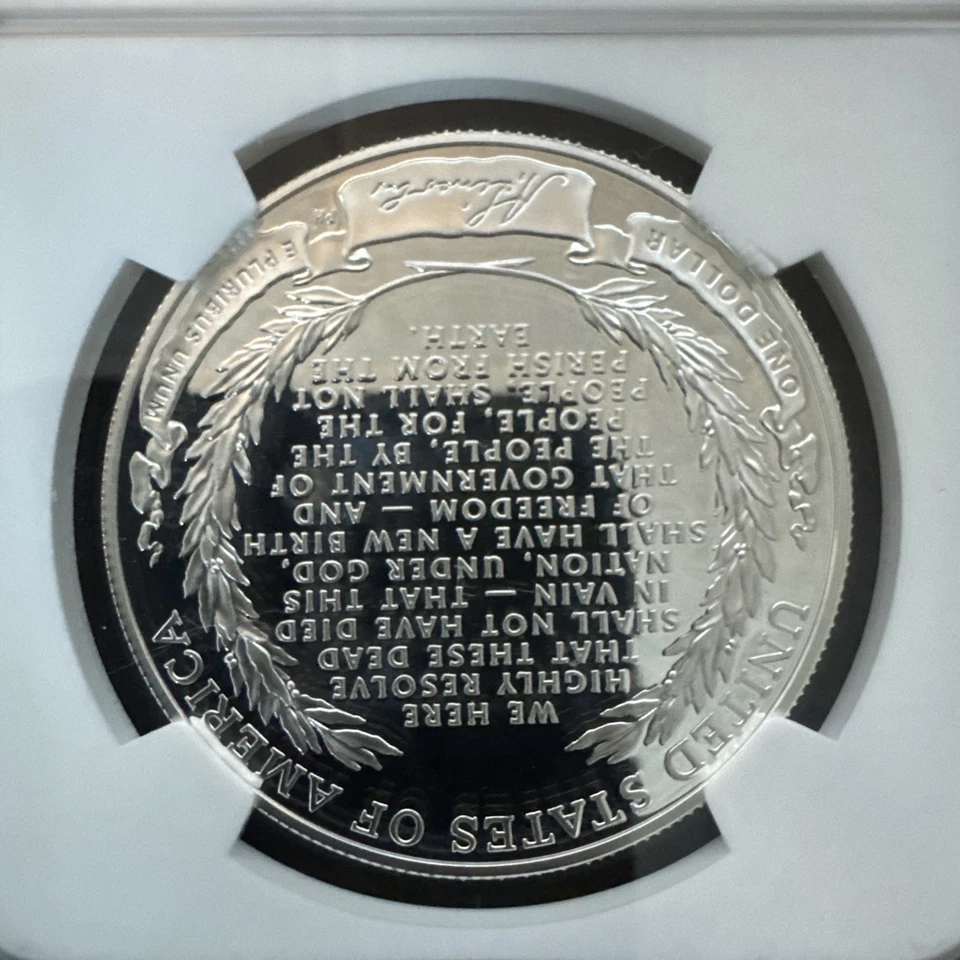 UNITED STATES OF AMERICA
WE HERE
HIGHLY RESOLVE
THAT THESE DEAD
SHALL NOT HAVE DIED
IN VAIN — THAT THIS
NATION, UNDER GOD,
SHALL HAVE A NEW BIRTH
OF FREEDOM — AND
THAT GOVERNMENT OF
THE PEOPLE, BY THE
PEOPLE, FOR THE
PEOPLE, SHALL NOT
PERISH FROM THE
EARTH.
ONE DOLLAR
A. Lincoln
E PLURIBUS UNUM